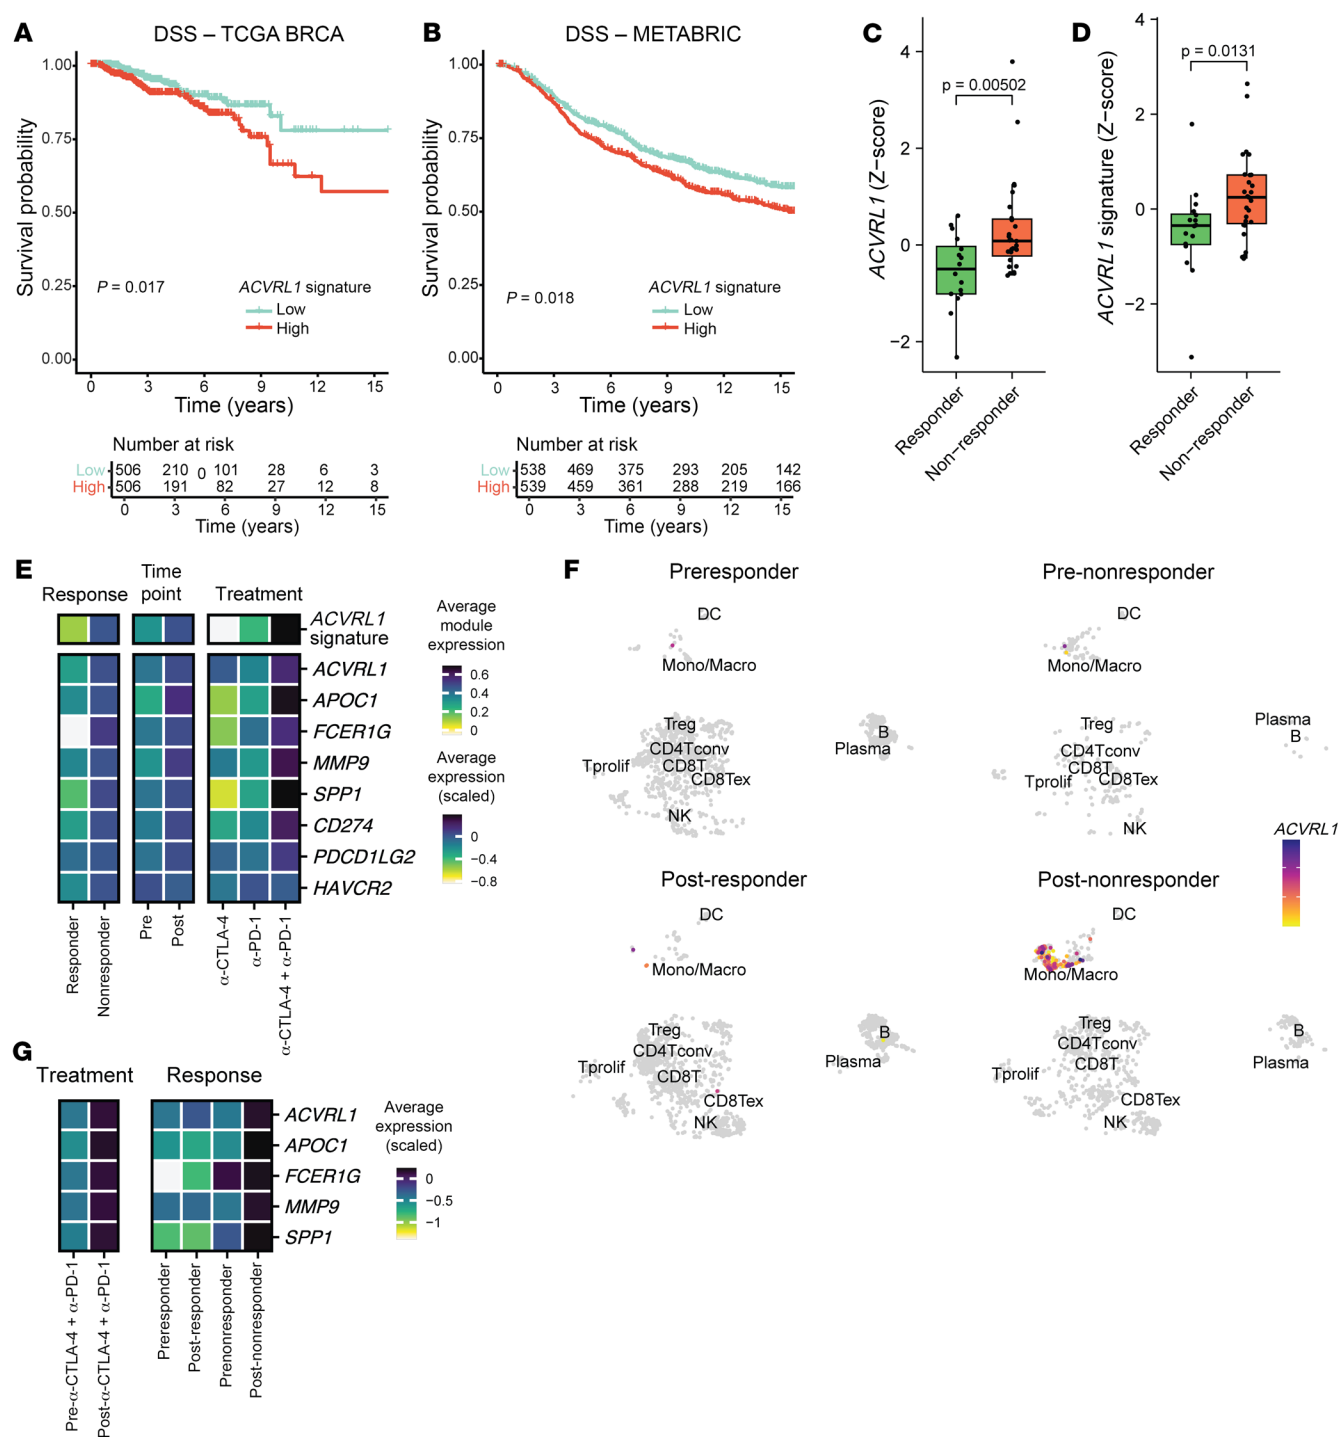 A
DSS – TCGA BRCA
1.00
0.75
0.50
0.25
0.00
Survival probability
P = 0.017
ACVRL1 signature
Low
High
0 3 6 9 12 15
Time (years)
Number at risk
Low 506 210 0 101 28 6 3
High 506 191 82 27 12 8
0 3 6 9 12 15
Time (years)
B
DSS – METABRIC
1.00
0.75
0.50
0.25
0.00
Survival probability
P = 0.018
ACVRL1 signature
Low
High
0 3 6 9 12 15
Time (years)
Number at risk
Low 538 469 375 293 205 142
High 539 459 361 288 219 166
0 3 6 9 12 15
Time (years)
C
p = 0.00502
4
2
0
−2
ACVRL1 (Z−score)
Responder
Non−responder
D
p = 0.0131
4
2
0
−2
ACVRL1 signature (Z−score)
Responder
Non−responder
E
Response
Time
point
Treatment
ACVRL1
signature
ACVRL1
APOC1
FCER1G
MMP9
SPP1
CD274
PDCD1LG2
HAVCR2
Responder
Nonresponder
Pre
Post
α-CTLA-4
α-PD-1
α-CTLA-4 + α-PD-1
Average
module
expression
0.6
0.4
0.2
0
Average
expression
(scaled)
0
−0.4
−0.8
F
Preresponder
DC
Mono/Macro
Treg
CD4Tconv
CD8T
Tprolif
CD8Tex
NK
B
Plasma
Pre-nonresponder
DC
Mono/Macro
Treg
CD4Tconv
CD8T
Tprolif
CD8Tex
NK
Plasma
B
Post-responder
DC
Mono/Macro
Treg
CD4Tconv
Tprolif
CD8T
CD8Tex
NK
B
Plasma
Post-nonresponder
DC
Mono/Macro
Treg
CD4Tconv
CD8T
Tprolif
CD8Tex
NK
B
Plasma
ACVRL1
G
Treatment
Response
ACVRL1
APOC1
FCER1G
MMP9
SPP1
Pre-α-CTLA-4 + α-PD-1
Post-α-CTLA-4 + α-PD-1
Preresponder
Post-responder
Prenonresponder
Post-nonresponder
Average
expression
(scaled)
0
−0.5
−1